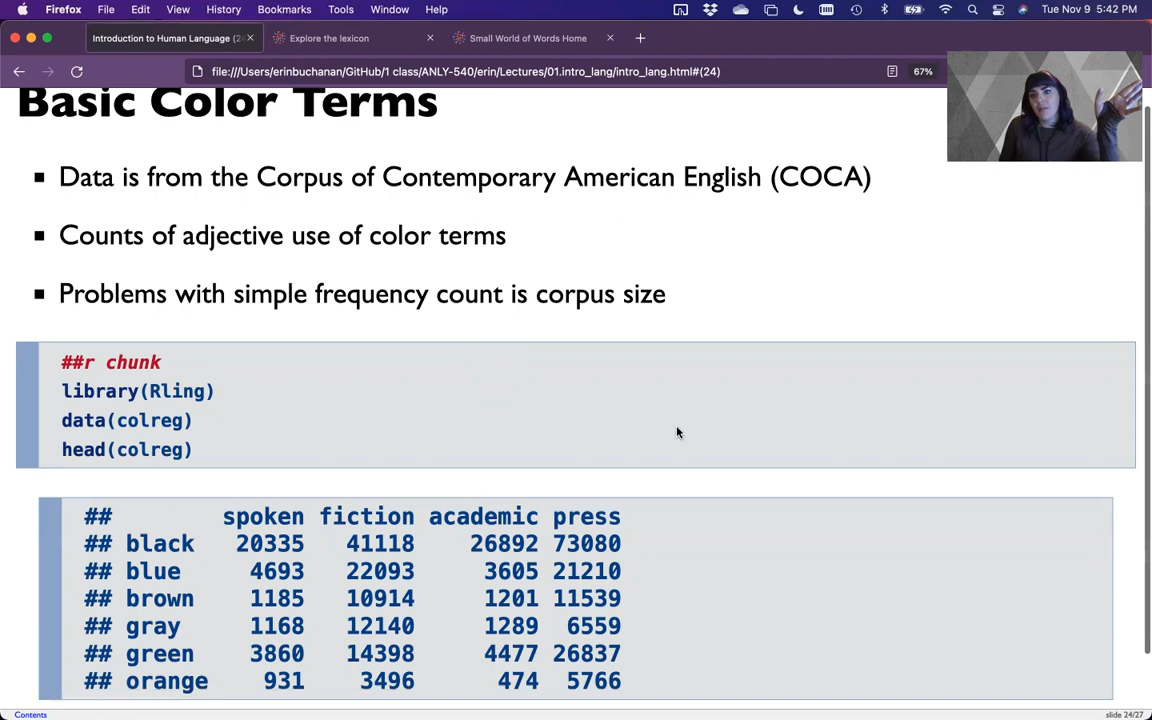 Firefox File Edit View History Bookmarks Tools Window Help Tue Nov 9 5:42 PM
Introduction to Human Language (2 Explore the lexicon Small World of Words Home
file:///Users/erinbuchanan/GitHub/1 class/ANLY-540/erin/Lectures/01.intro_lang/intro_lang.html#(24) 67%
Basic Color Terms
Data is from the Corpus of Contemporary American English (COCA)
Counts of adjective use of color terms
Problems with simple frequency count is corpus size
##r chunk
library(Rling)
data(colreg)
head(colreg)
## spoken fiction academic press
## black 20335 41118 26892 73080
## blue 4693 22093 3605 21210
## brown 1185 10914 1201 11539
## gray 1168 12140 1289 6559
## green 3860 14398 4477 26837
## orange 931 3496 474 5766
Contents slide 24/27